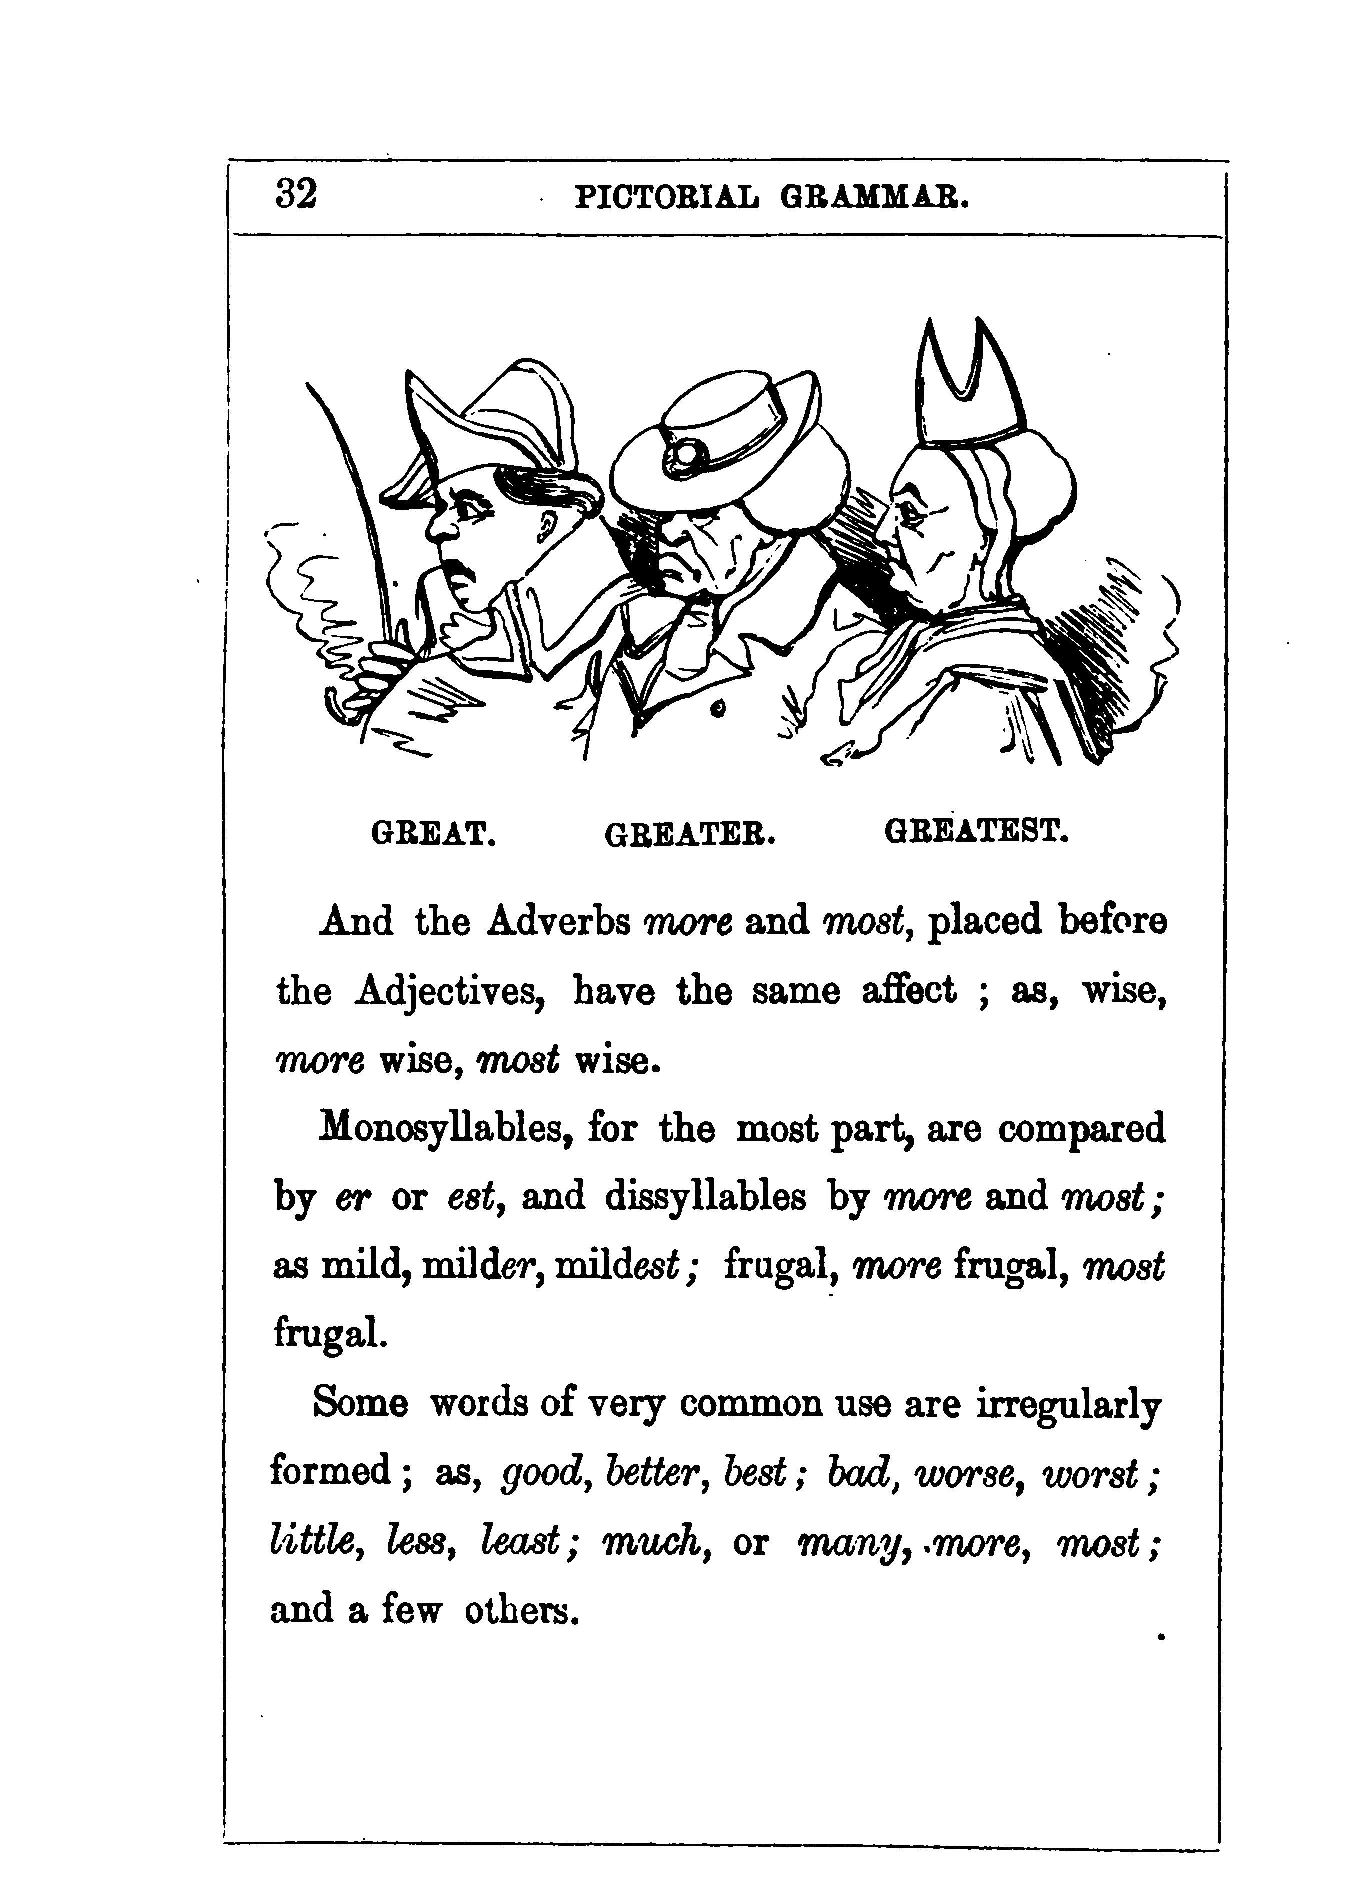 32
PICTORIAL GRAMMAR.
GREAT. GREATER. GREATEST.
And the Adverbs more and most, placed before
the Adjectives, have the same affect ; as, wise,
more wise, most wise.
Monosyllables, for the most part, are compared
by er or est, and dissyllables by more and most ;
as mild, milder, mildest ; frugal, more frugal, most
frugal.
Some words of very common use are irregularly
formed ; as, good, better, best ; bad, worse, worst ;
little, less, least ; much, or many, more, most ;
and a few others.